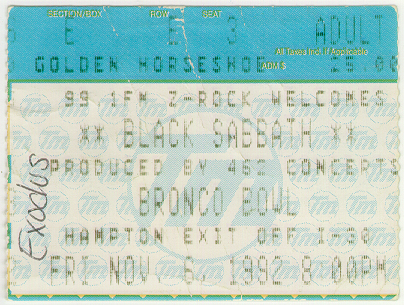 SECTION/BOX ROW SEAT
E E 3 ADULT
All Taxes Incl. if Applicable
GOLDEN HORSESHOE ADM $ 25.00
99.1FM Z-ROCK WELCOMES
** BLACK SABBATH **
PRODUCED BY 462 CONCERTS
BRONCO BOWL
HAMPTON EXIT OFF I-30
FRI NOV. 6, 1992 8:00PM
Exodus
Tm